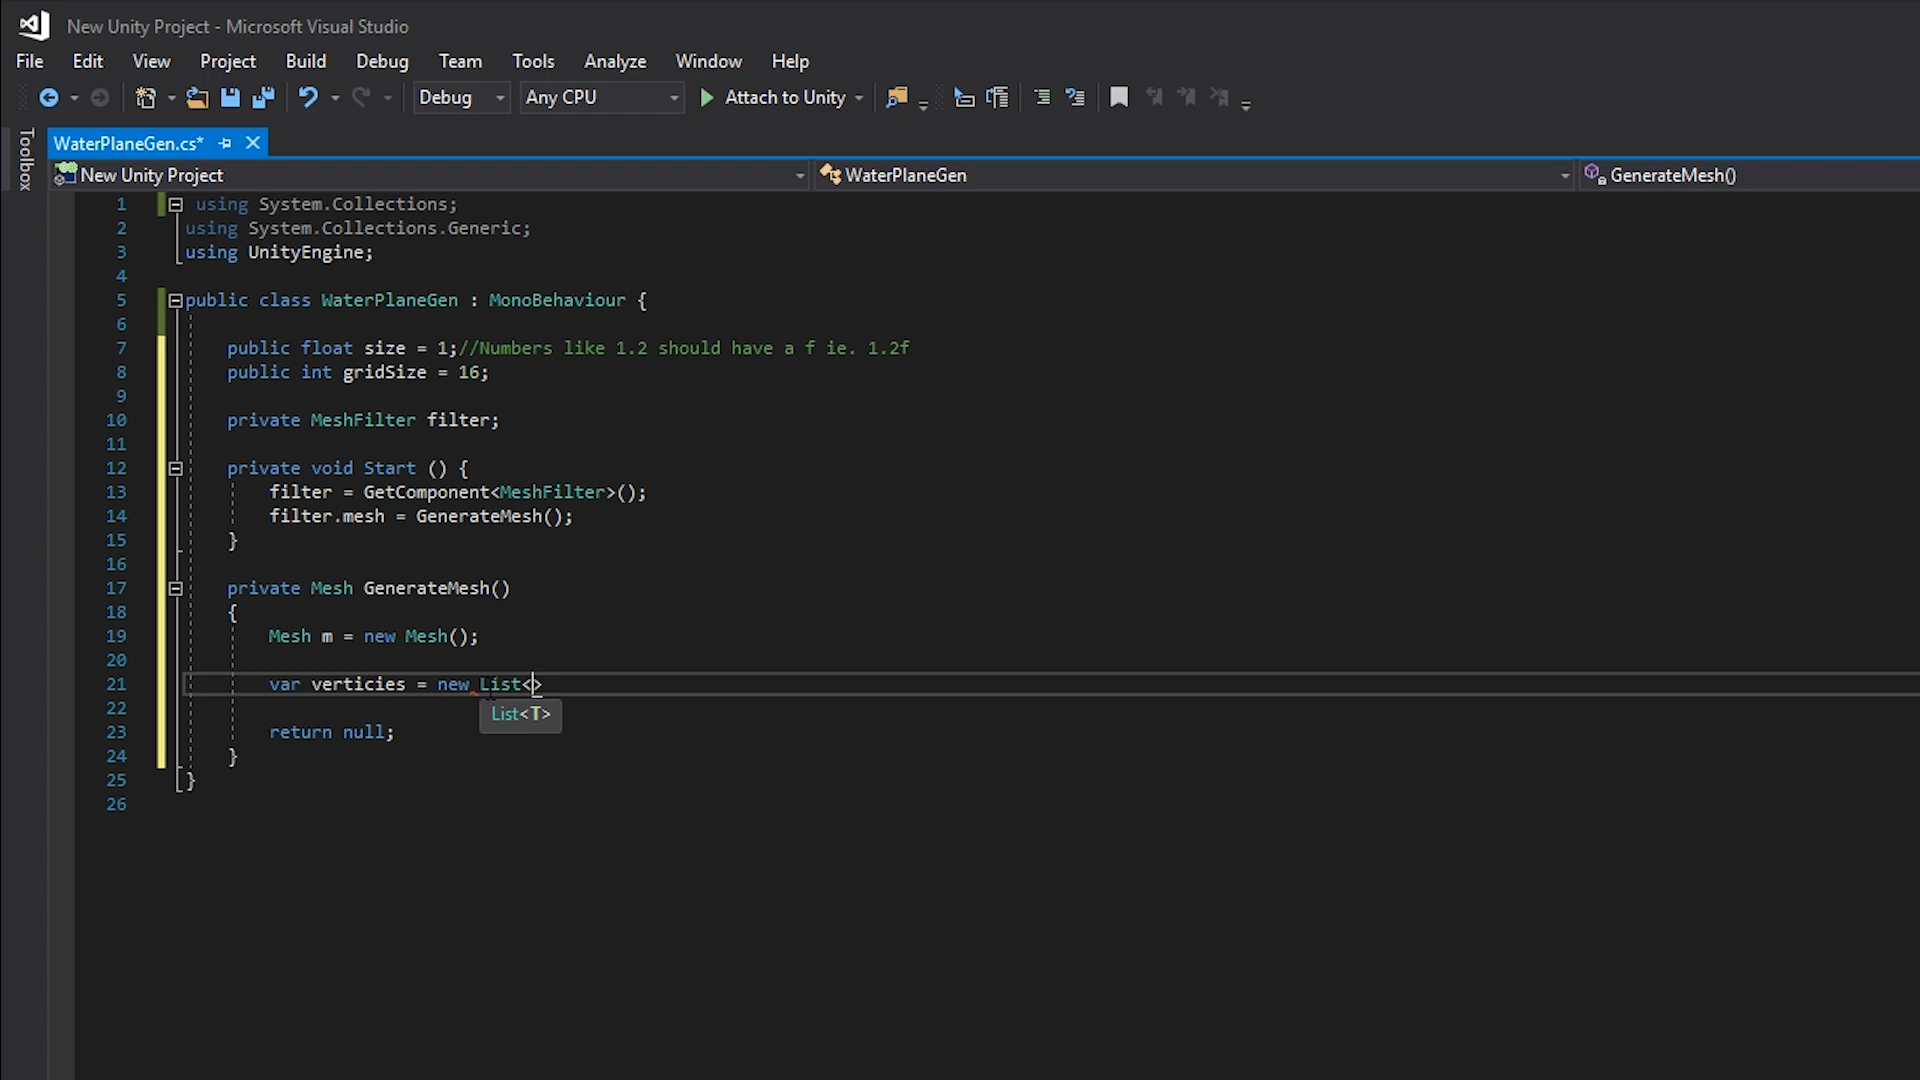 New Unity Project - Microsoft Visual Studio
File Edit View Project Build Debug Team Tools Analyze Window Help
Debug Any CPU Attach to Unity
Toolbox
WaterPlaneGen.cs*
New Unity Project WaterPlaneGen GenerateMesh()
1 using System.Collections;
2 using System.Collections.Generic;
3 using UnityEngine;
4
5 public class WaterPlaneGen : MonoBehaviour {
6
7 public float size = 1;//Numbers like 1.2 should have a f ie. 1.2f
8 public int gridSize = 16;
9
10 private MeshFilter filter;
11
12 private void Start () {
13 filter = GetComponent<MeshFilter>();
14 filter.mesh = GenerateMesh();
15 }
16
17 private Mesh GenerateMesh()
18 {
19 Mesh m = new Mesh();
20
21 var verticies = new List<>
22 List<T>
23 return null;
24 }
25 }
26